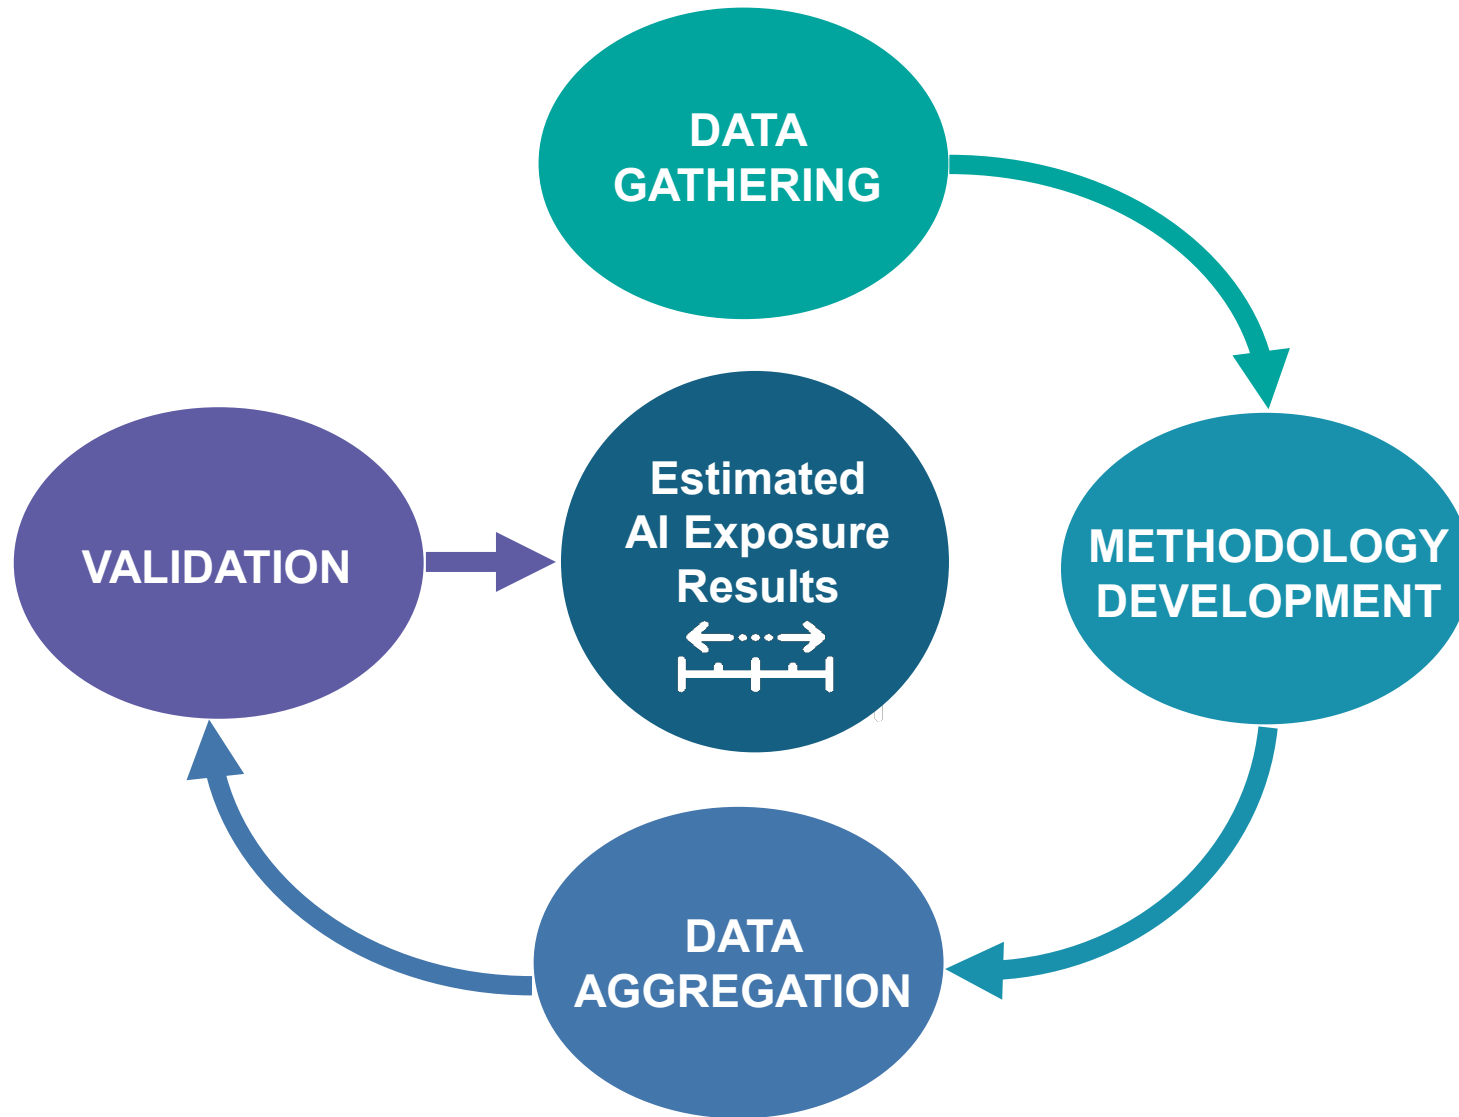 DATA
GATHERING
METHODOLOGY
DEVELOPMENT
DATA
AGGREGATION
VALIDATION
Estimated
AI Exposure
Results